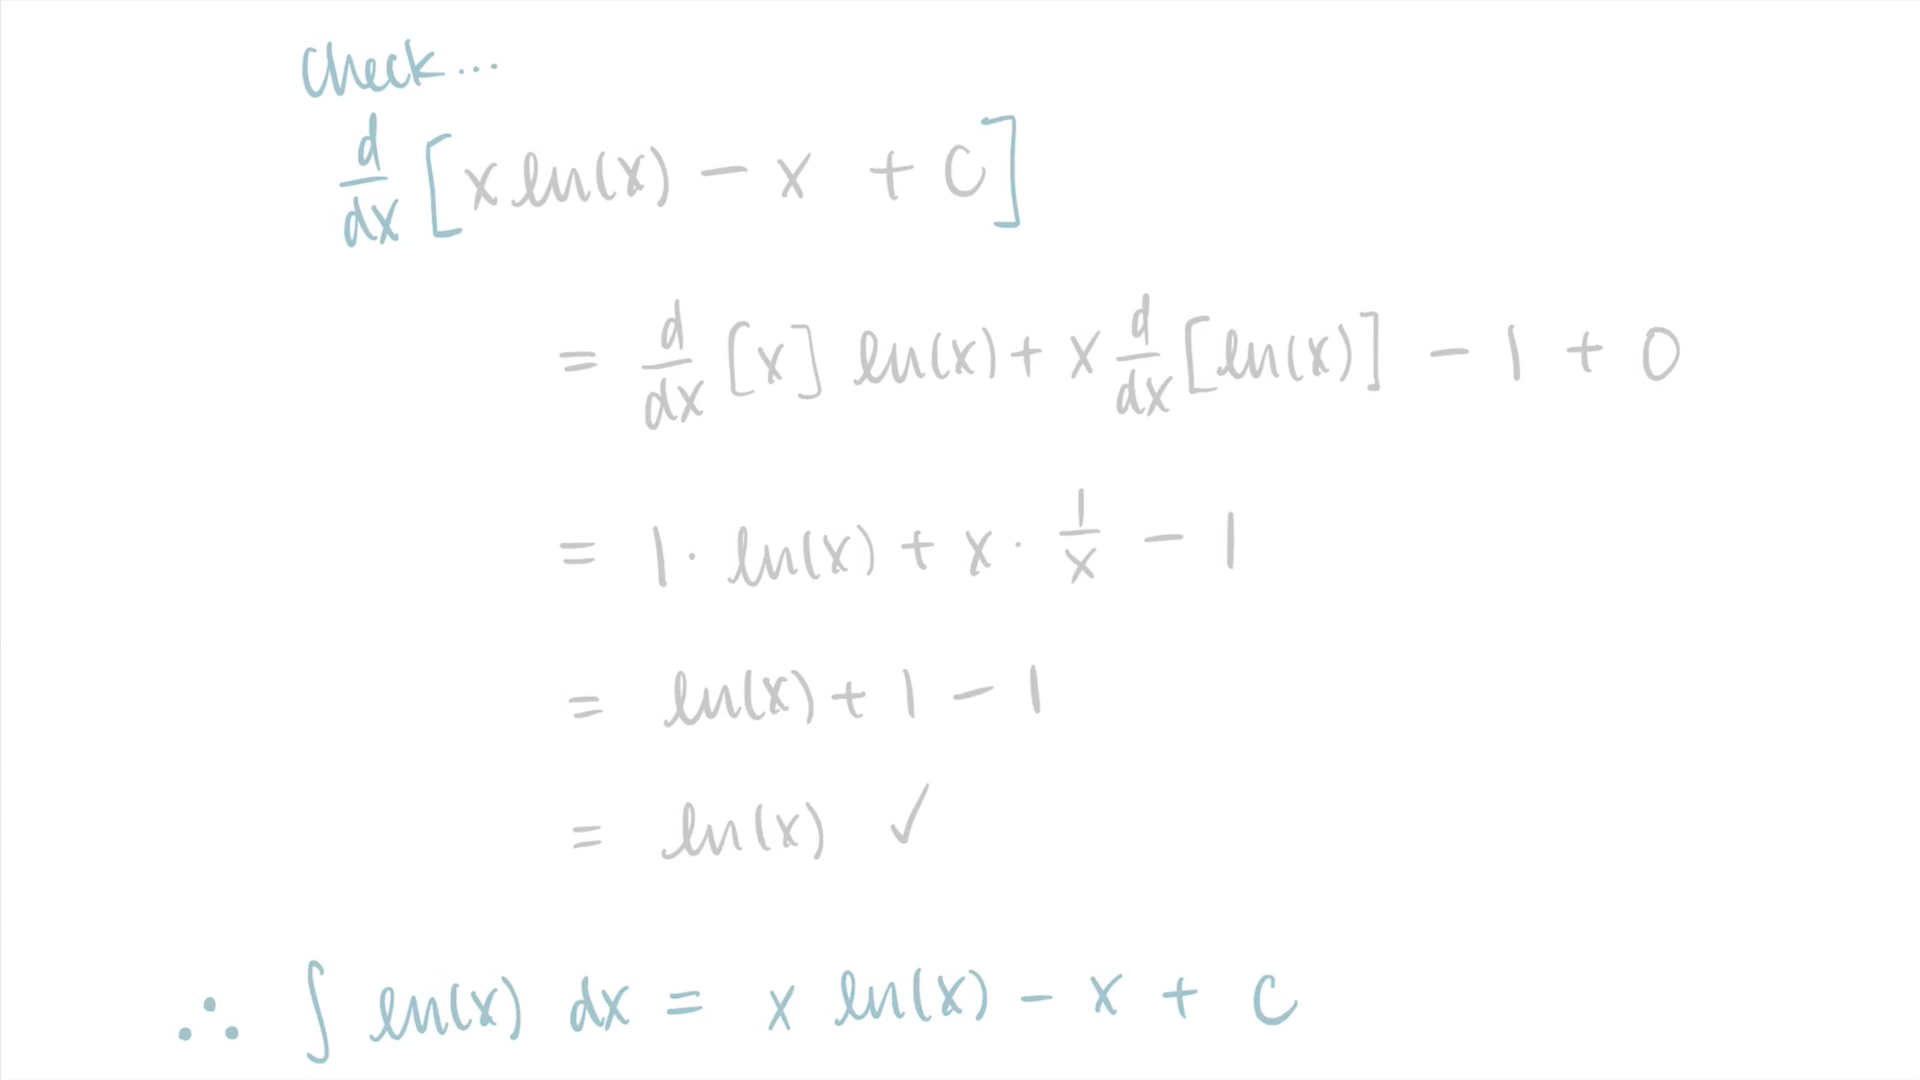 Check...
d/dx [x ln(x) − x + C]
= d/dx [x] ln(x) + x d/dx [ln(x)] − 1 + 0
= 1 · ln(x) + x · 1/x − 1
= ln(x) + 1 − 1
= ln(x) ✓
∴ ∫ ln(x) dx = x ln(x) − x + C